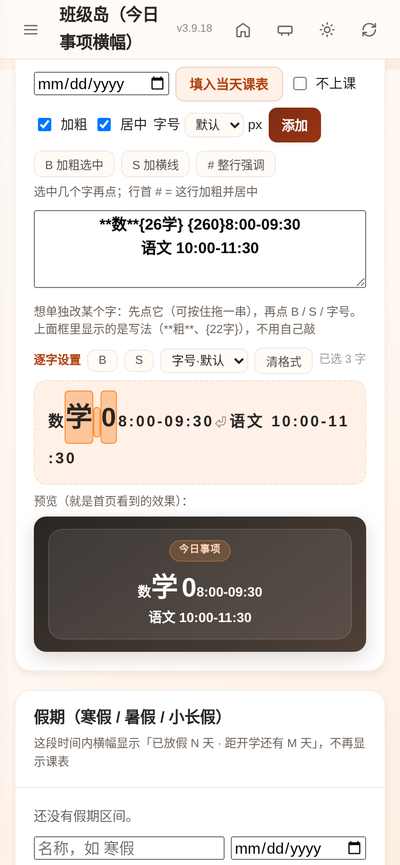 班级岛（今日
事项横幅）
v3.9.18
mm/dd/yyyy
填入当天课表
不上课
加粗 居中 字号 默认 px 添加
B 加粗选中 S 加横线 # 整行强调
选中几个字再点；行首 # = 这行加粗并居中
**数**{26学} {260}8:00-09:30
语文 10:00-11:30
想单独改某个字：先点它（可按住拖一串），再点 B / S / 字号。
上面框里显示的是写法（**粗**、{22字}），不用自己敲
逐字设置 B S 字号·默认 清格式 已选 3 字
数学 08:00-09:30⏎语文 10:00-11
:30
预览（就是首页看到的效果）：
今日事项
数学 08:00-09:30
语文 10:00-11:30
假期（寒假 / 暑假 / 小长假）
这段时间内横幅显示「已放假 N 天 · 距开学还有 M 天」，不再显
示课表
还没有假期区间。
名称，如 寒假 mm/dd/yyyy